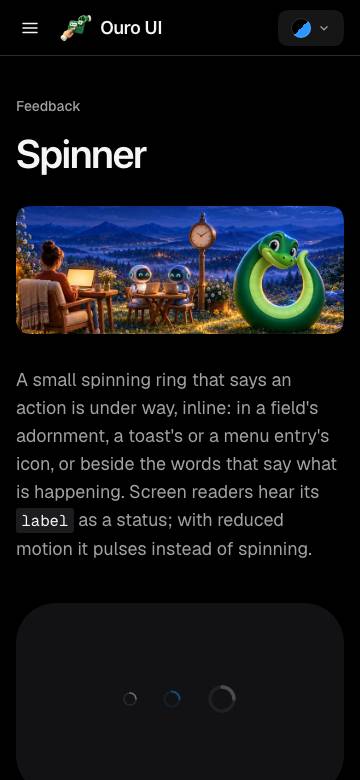 Ouro UI
Feedback
Spinner
A small spinning ring that says an
action is under way, inline: in a field's
adornment, a toast's or a menu entry's
icon, or beside the words that say what
is happening. Screen readers hear its
label as a status; with reduced
motion it pulses instead of spinning.